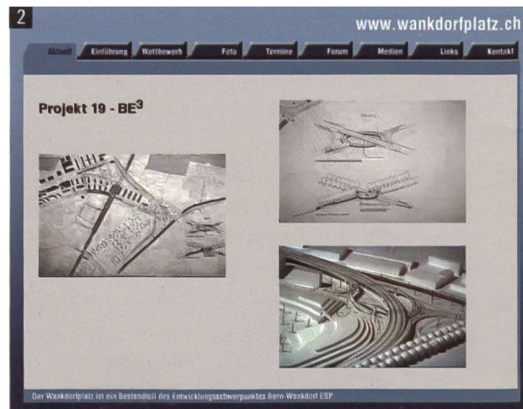 2
www.wankdorfplatz.ch
Aktuell Einführung Wettbewerb Foto Termine Forum Medien Links Kontakt
Projekt 19 - BE³
Der Wankdorfplatz ist ein Bestandteil des Entwicklungsschwerpunktes Bern-Wankdorf ESP